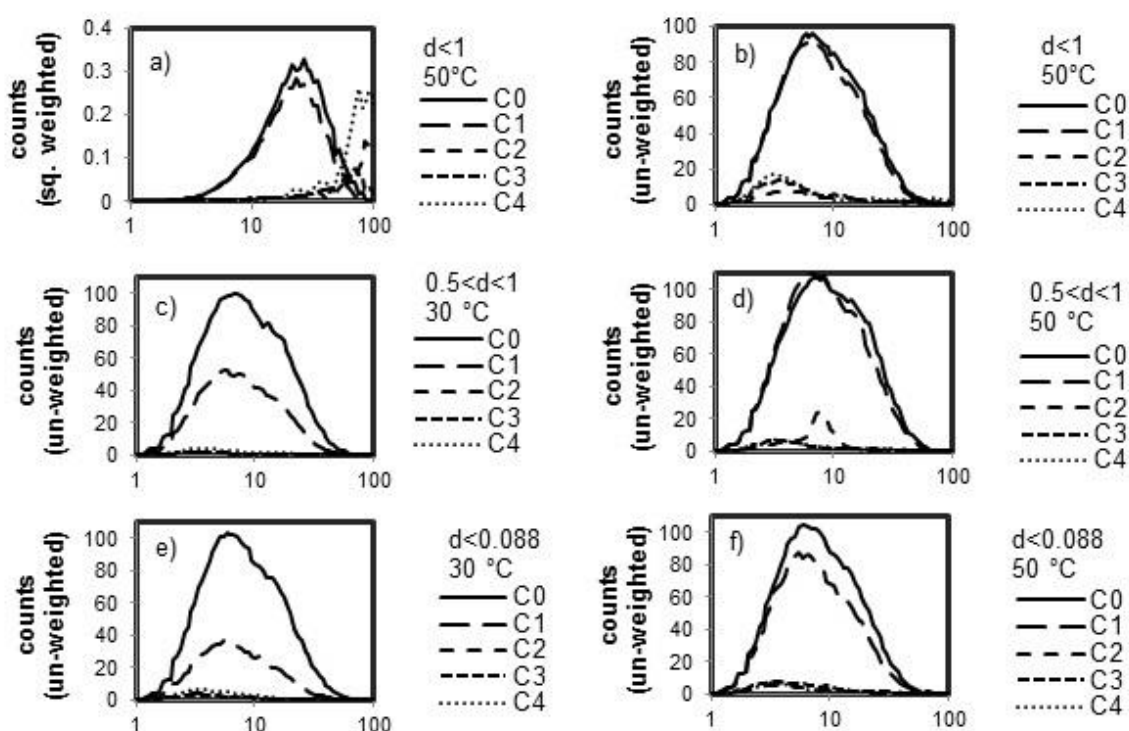 counts
(sq. weighted)
0.4
0.3
0.2
0.1
0
a)
1
10
100
d<1
50°C
C0
C1
C2
C3
C4
counts
(un-weighted)
100
80
60
40
20
0
b)
1
10
100
d<1
50°C
C0
C1
C2
C3
C4
counts
(un-weighted)
100
80
60
40
20
0
c)
1
10
100
0.5<d<1
30 °C
C0
C1
C2
C3
C4
counts
(un-weighted)
100
80
60
40
20
0
d)
1
10
100
0.5<d<1
50 °C
C0
C1
C2
C3
C4
counts
(un-weighted)
100
80
60
40
20
0
e)
1
10
100
d<0.088
30 °C
C0
C1
C2
C3
C4
counts
(un-weighted)
100
80
60
40
20
0
f)
1
10
100
d<0.088
50 °C
C0
C1
C2
C3
C4